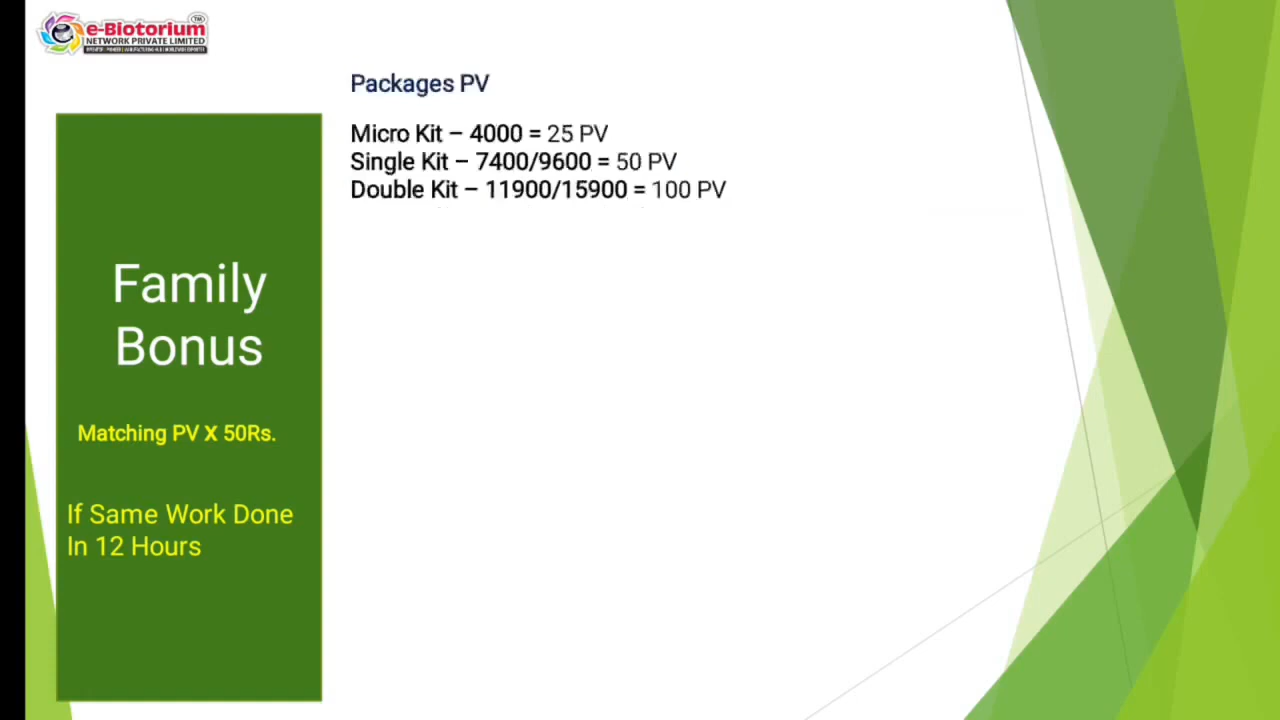 e-Biotorium
TM
NETWORK PRIVATE LIMITED
Packages PV
Micro Kit – 4000 = 25 PV
Single Kit – 7400/9600 = 50 PV
Double Kit – 11900/15900 = 100 PV
Family
Bonus
Matching PV X 50Rs.
If Same Work Done
In 12 Hours